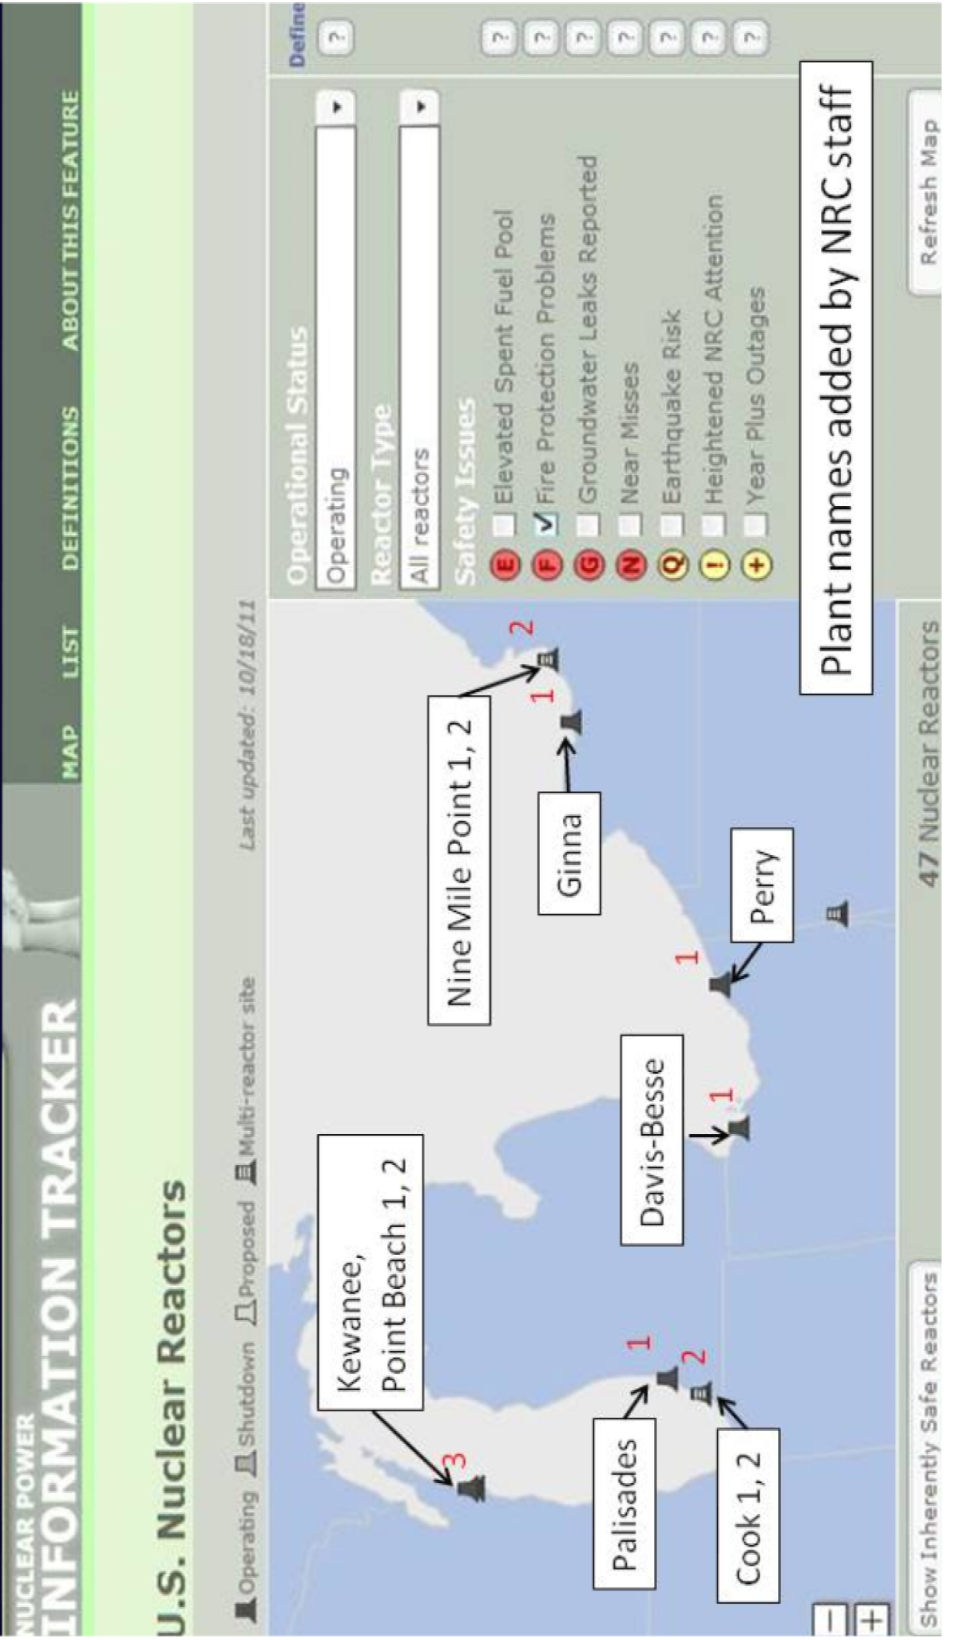 NUCLEAR POWER
INFORMATION TRACKER
MAP LIST DEFINITIONS ABOUT THIS FEATURE
U.S. Nuclear Reactors
Operating Shutdown Proposed Multi-reactor site Last updated: 10/18/11
Kewanee,
Point Beach 1, 2
3
Nine Mile Point 1, 2
2
1
Ginna
Palisades
1
2
Cook 1, 2
Davis-Besse
1
1
Perry
Define
Operational Status
Operating
?
Reactor Type
All reactors
Safety Issues
E Elevated Spent Fuel Pool ?
F Fire Protection Problems ?
G Groundwater Leaks Reported ?
N Near Misses ?
Q Earthquake Risk ?
! Heightened NRC Attention ?
+ Year Plus Outages ?
Plant names added by NRC staff
−
+
Show Inherently Safe Reactors
47 Nuclear Reactors
Refresh Map